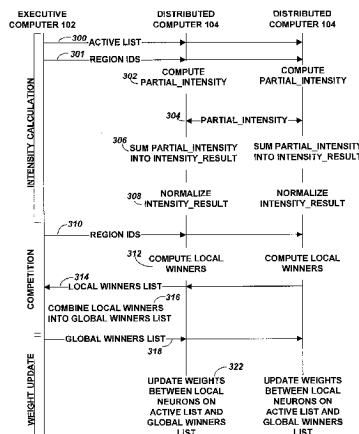 EXECUTIVE COMPUTER 102
DISTRIBUTED COMPUTER 104
DISTRIBUTED COMPUTER 104
INTENSITY CALCULATION
300
ACTIVE LIST
301
REGION IDS
302
COMPUTE PARTIAL_INTENSITY
COMPUTE PARTIAL_INTENSITY
304
PARTIAL_INTENSITY
306
SUM PARTIAL_INTENSITY INTO INTENSITY_RESULT
SUM PARTIAL_INTENSITY INTO INTENSITY_RESULT
308
NORMALIZE INTENSITY_RESULT
NORMALIZE INTENSITY_RESULT
COMPETITION
310
REGION IDS
312
COMPUTE LOCAL WINNERS
COMPUTE LOCAL WINNERS
314
LOCAL WINNERS LIST
316
COMBINE LOCAL WINNERS INTO GLOBAL WINNERS LIST
WEIGHT UPDATE
GLOBAL WINNERS LIST
318
322
UPDATE WEIGHTS BETWEEN LOCAL NEURONS ON ACTIVE LIST AND GLOBAL WINNERS LIST
UPDATE WEIGHTS BETWEEN LOCAL NEURONS ON ACTIVE LIST AND GLOBAL WINNERS LIST